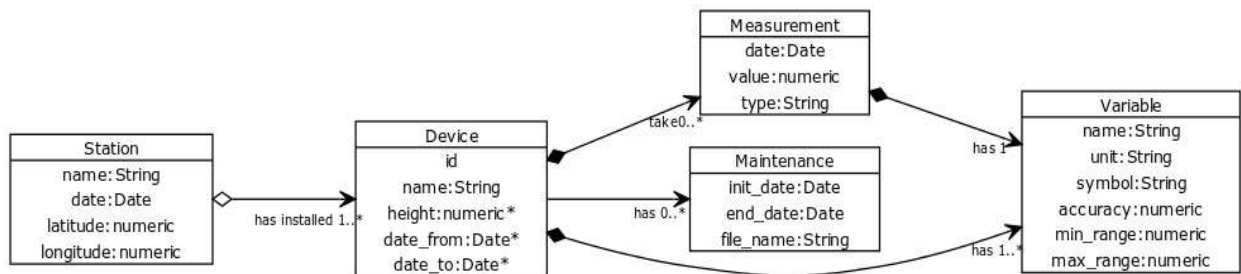 Station
name:String
date:Date
latitude:numeric
longitude:numeric
has installed 1..*
Device
id
name:String
height:numeric*
date_from:Date*
date_to:Date*
take0..*
has 0..*
has 1..*
Measurement
date:Date
value:numeric
type:String
has 1
Maintenance
init_date:Date
end_date:Date
file_name:String
Variable
name:String
unit:String
symbol:String
accuracy:numeric
min_range:numeric
max_range:numeric